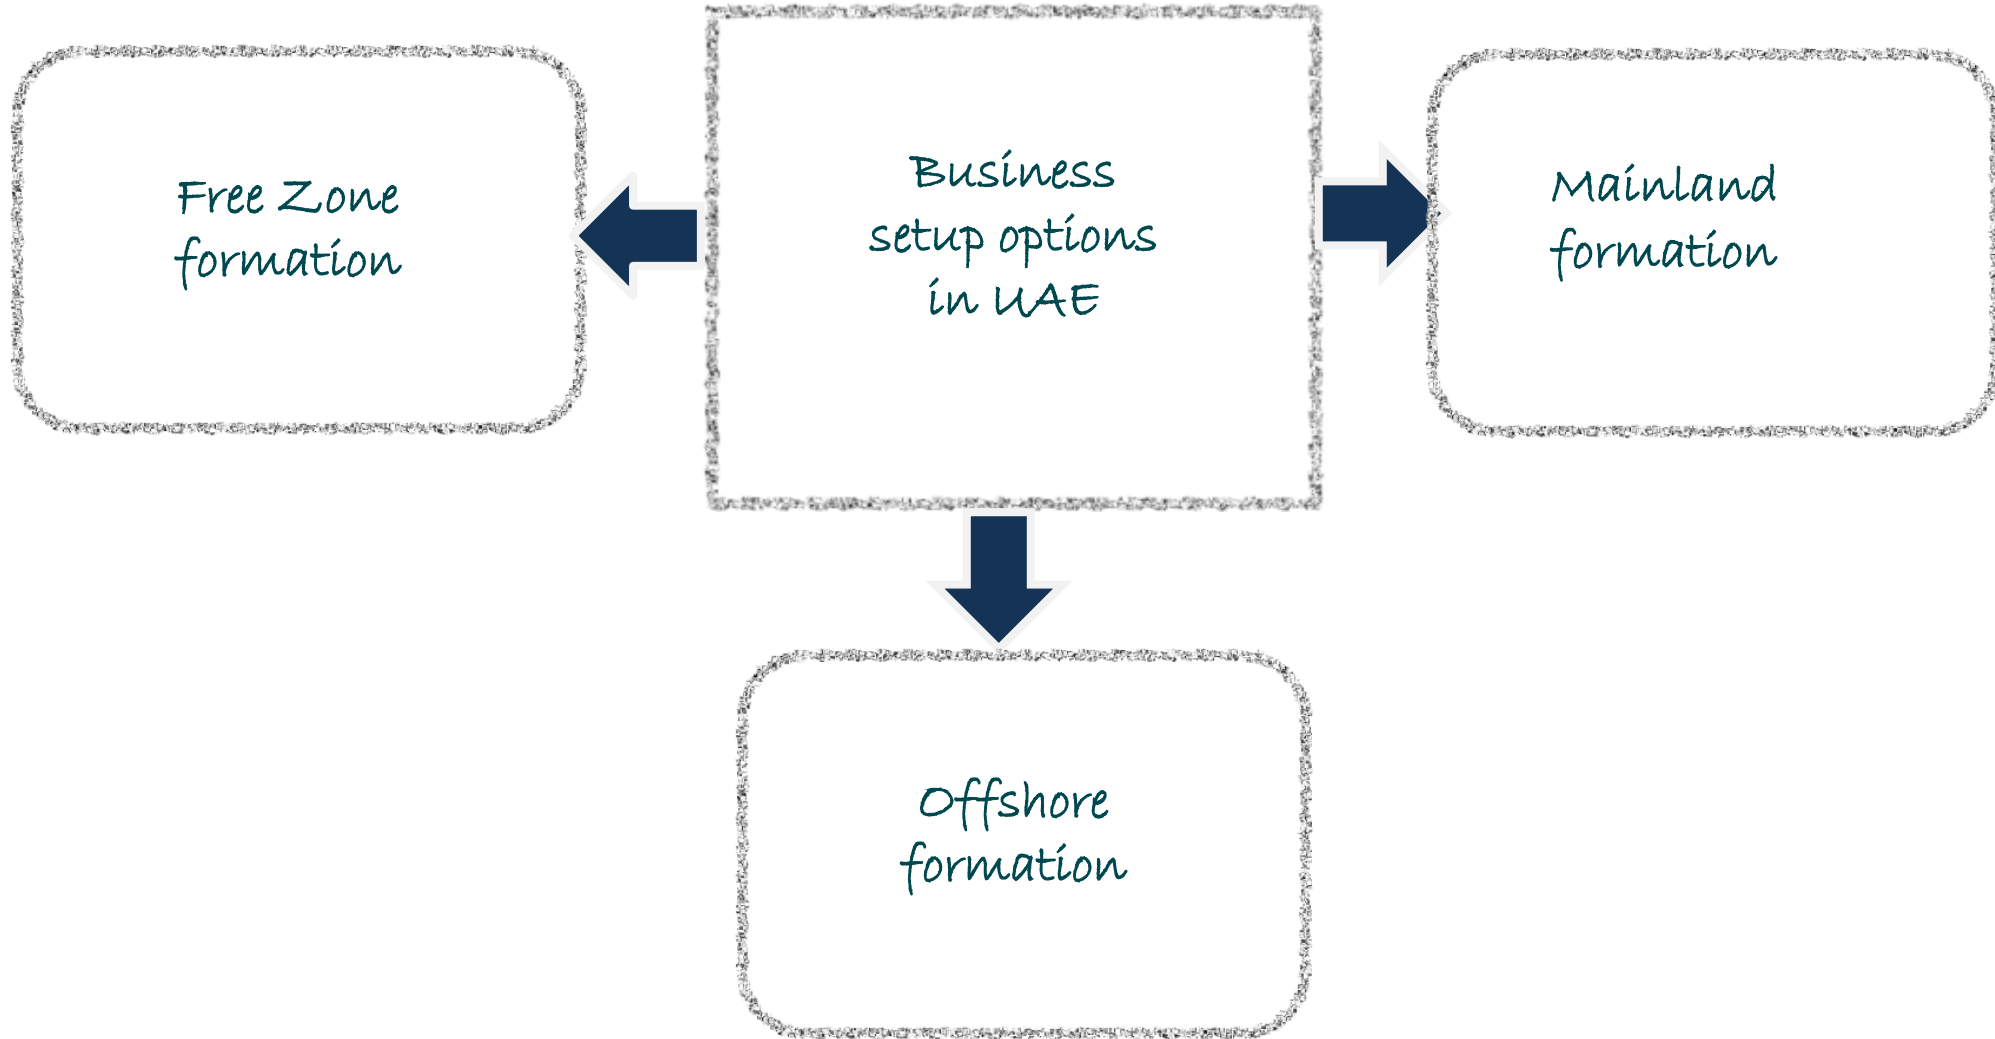 Free Zone
formation
Business
setup options
in UAE
Mainland
formation
Offshore
formation